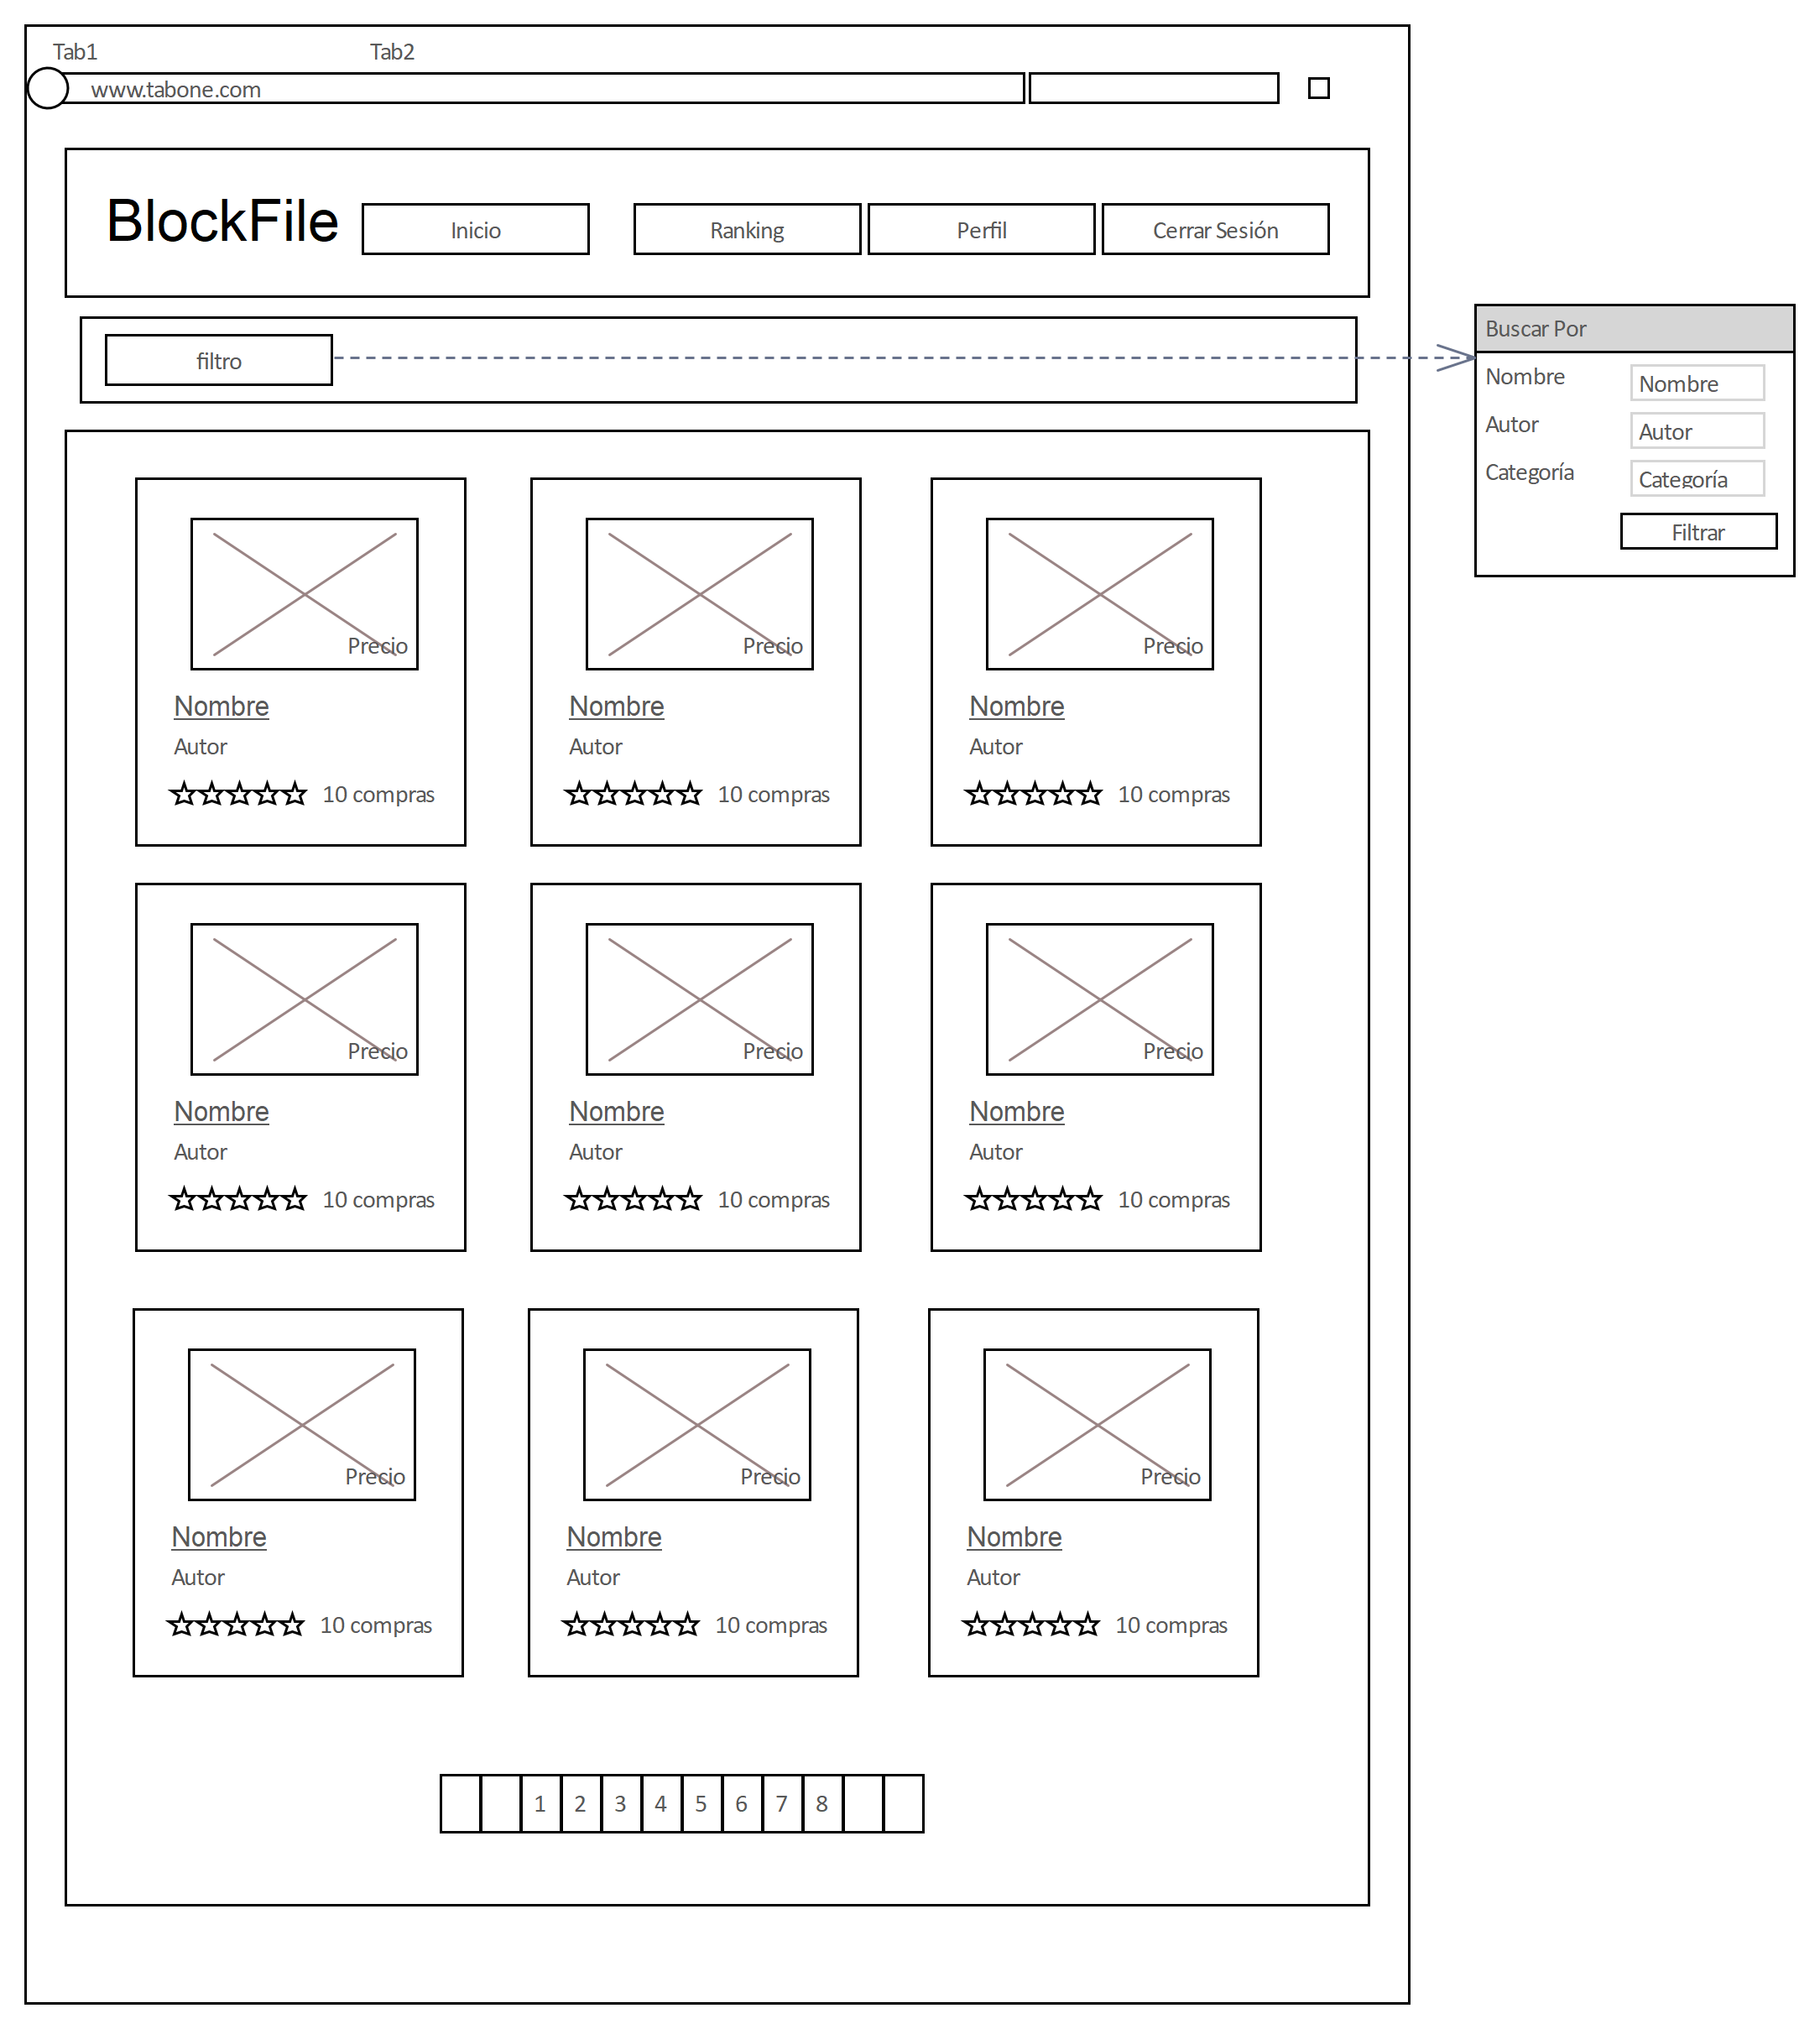 Tab1 Tab2
www.tabone.com
BlockFile Inicio Ranking Perfil Cerrar Sesión
filtro
Buscar Por
Nombre Nombre
Autor Autor
Categoría Categoría
Filtrar
Precio Precio Precio
Nombre Nombre Nombre
Autor Autor Autor
10 compras 10 compras 10 compras
Precio Precio Precio
Nombre Nombre Nombre
Autor Autor Autor
10 compras 10 compras 10 compras
Precio Precio Precio
Nombre Nombre Nombre
Autor Autor Autor
10 compras 10 compras 10 compras
1 2 3 4 5 6 7 8